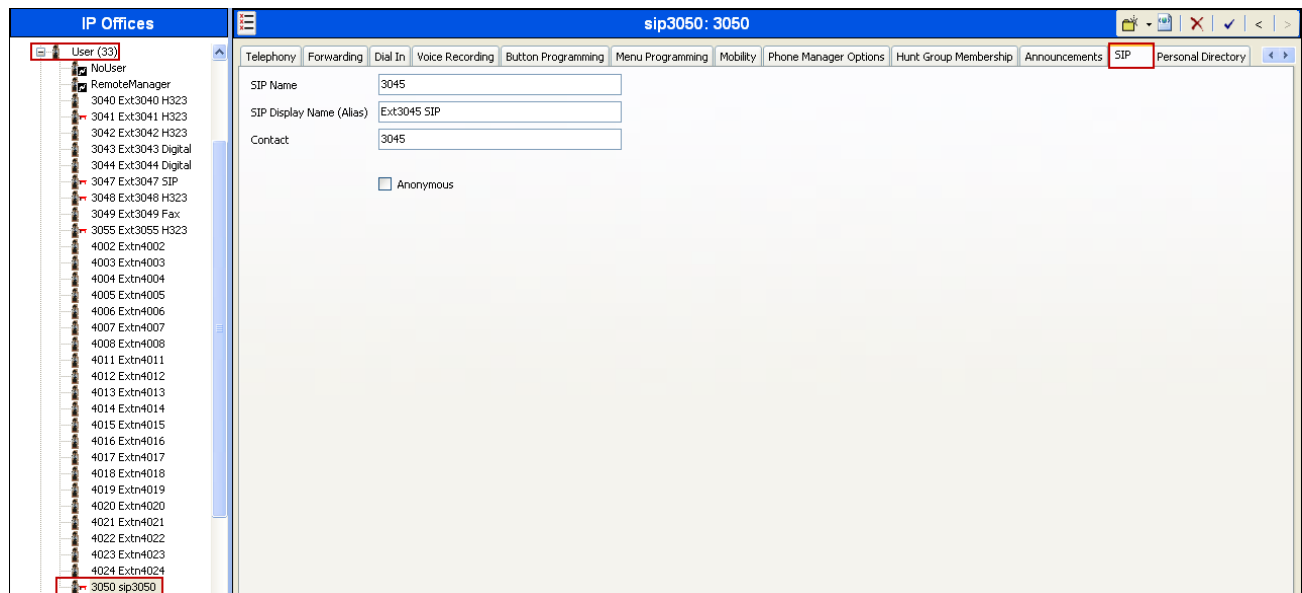 IP Offices
User (33)
NoUser
RemoteManager
3040 Ext3040 H323
3041 Ext3041 H323
3042 Ext3042 H323
3043 Ext3043 Digital
3044 Ext3044 Digital
3047 Ext3047 SIP
3048 Ext3048 H323
3049 Ext3049 Fax
3055 Ext3055 H323
4002 Extn4002
4003 Extn4003
4004 Extn4004
4005 Extn4005
4006 Extn4006
4007 Extn4007
4008 Extn4008
4011 Extn4011
4012 Extn4012
4013 Extn4013
4014 Extn4014
4015 Extn4015
4016 Extn4016
4017 Extn4017
4018 Extn4018
4019 Extn4019
4020 Extn4020
4021 Extn4021
4022 Extn4022
4023 Extn4023
4024 Extn4024
3050 sip3050
sip3050: 3050
Telephony Forwarding Dial In Voice Recording Button Programming Menu Programming Mobility Phone Manager Options Hunt Group Membership Announcements SIP Personal Directory
SIP Name 3045
SIP Display Name (Alias) Ext3045 SIP
Contact 3045
Anonymous